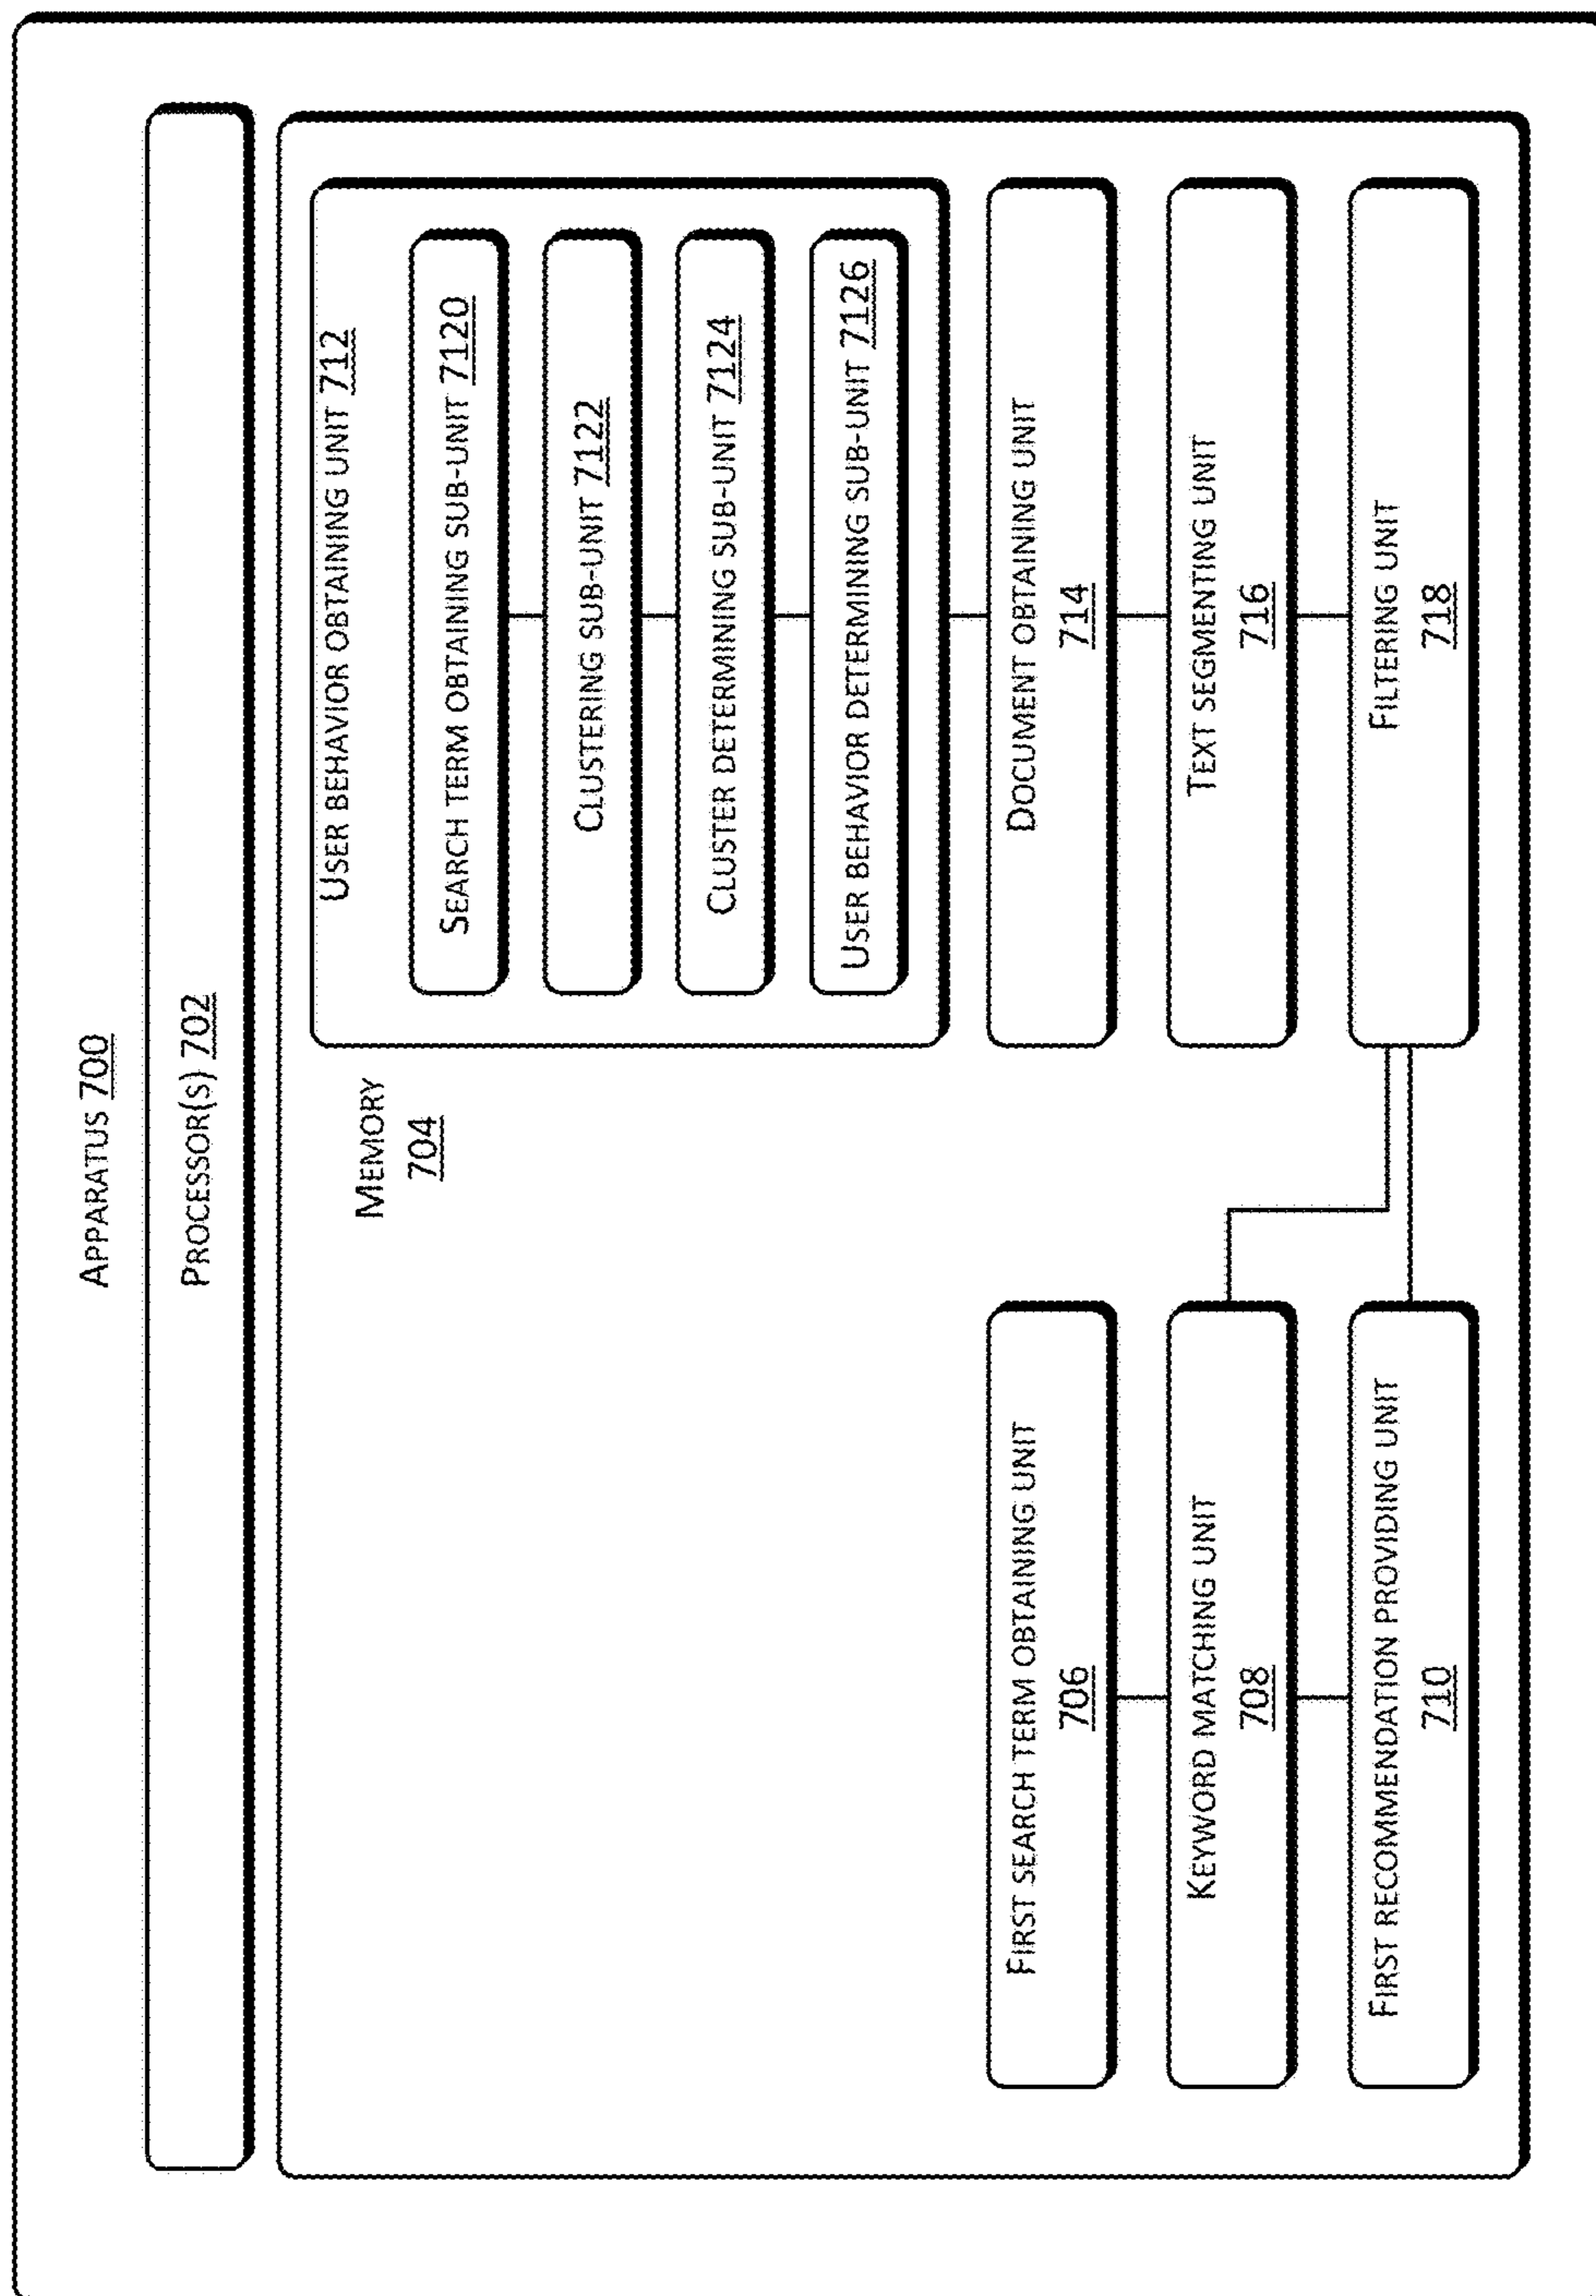 APPARATUS 700
PROCESSOR(S) 702
MEMORY
704
FIRST SEARCH TERM OBTAINING UNIT
706
KEYWORD MATCHING UNIT
708
FIRST RECOMMENDATION PROVIDING UNIT
710
USER BEHAVIOR OBTAINING UNIT 712
SEARCH TERM OBTAINING SUB-UNIT 7120
CLUSTERING SUB-UNIT 7122
CLUSTER DETERMINING SUB-UNIT 7124
USER BEHAVIOR DETERMINING SUB-UNIT 7126
DOCUMENT OBTAINING UNIT
714
TEXT SEGMENTING UNIT
716
FILTERING UNIT
718